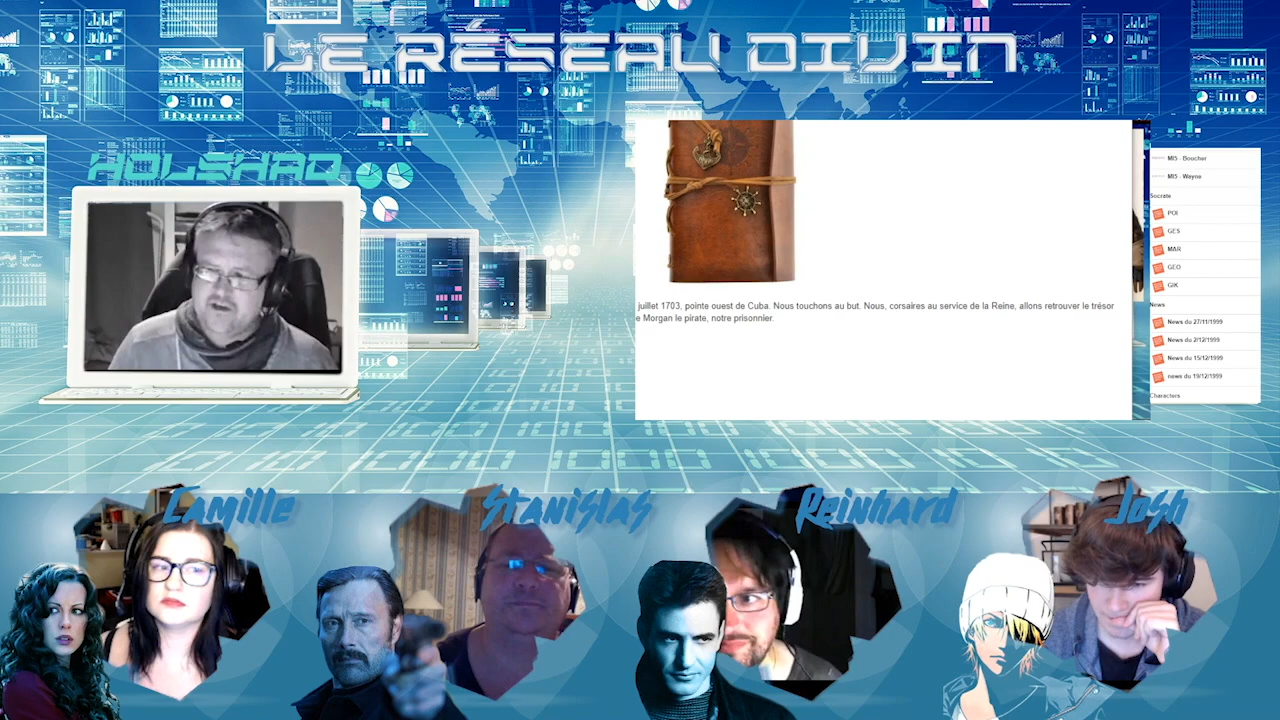 LE RÉSEAU DIVIN
HOLSHAD
juillet 1703, pointe ouest de Cuba. Nous touchons au but. Nous, corsaires au service de la Reine, allons retrouver le trésor
e Morgan le pirate, notre prisonnier.
MI5 - Boucher
MI5 - Wayne
Socrate
POI
GES
MAR
GEO
GIK
News
News du 27/11/1999
News du 2/12/1999
News du 15/12/1999
news du 19/12/1999
Characters
Camille
Stanislas
Reinhard
Josh